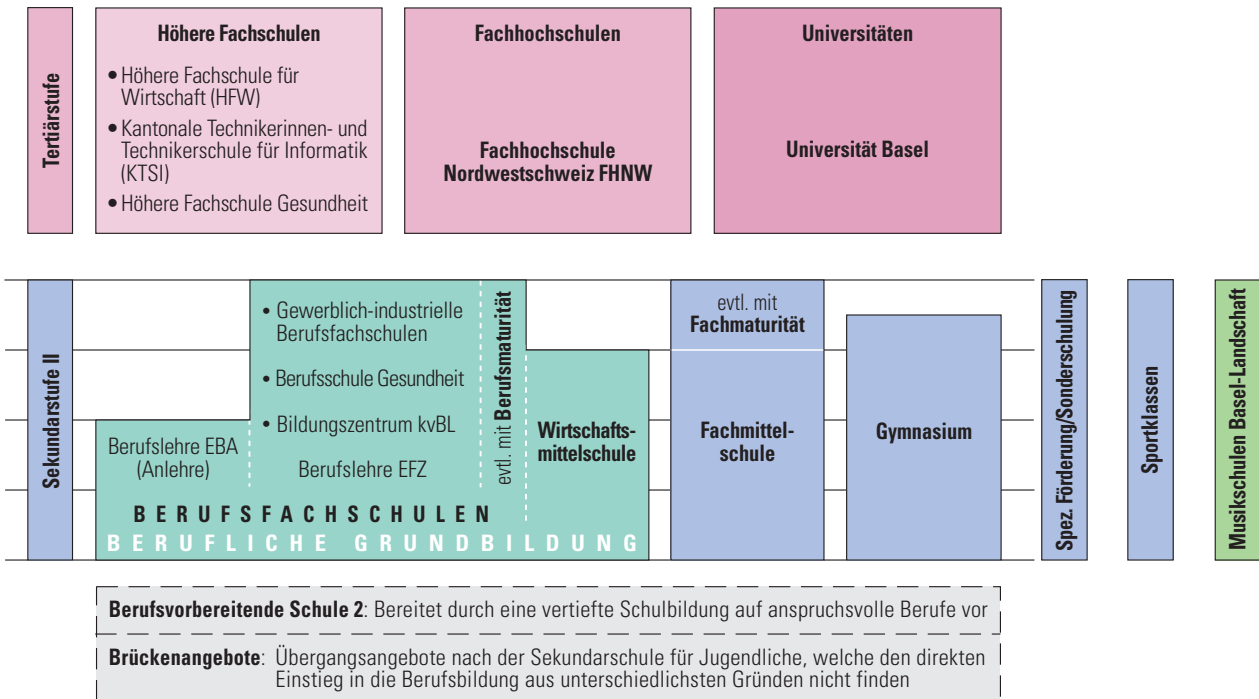 Tertiärstufe
Höhere Fachschulen
• Höhere Fachschule für
Wirtschaft (HFW)
• Kantonale Technikerinnen- und
Technikerschule für Informatik
(KTSI)
• Höhere Fachschule Gesundheit
Fachhochschulen
Fachhochschule
Nordwestschweiz FHNW
Universitäten
Universität Basel
Sekundarstufe II
Berufslehre EBA
(Anlehre)
• Gewerblich-industrielle
Berufsfachschulen
• Berufsschule Gesundheit
• Bildungszentrum kvBL
Berufslehre EFZ
evtl. mit Berufsmaturität
Wirtschafts-
mittelschule
BERUFSFACHSCHULEN
BERUFLICHE GRUNDBILDUNG
evtl. mit
Fachmaturität
Fachmittel-
schule
Gymnasium
Spez. Förderung/Sonderschulung
Sportklassen
Musikschulen Basel-Landschaft
Berufsvorbereitende Schule 2: Bereitet durch eine vertiefte Schulbildung auf anspruchsvolle Berufe vor
Brückenangebote: Übergangsangebote nach der Sekundarschule für Jugendliche, welche den direkten
Einstieg in die Berufsbildung aus unterschiedlichsten Gründen nicht finden